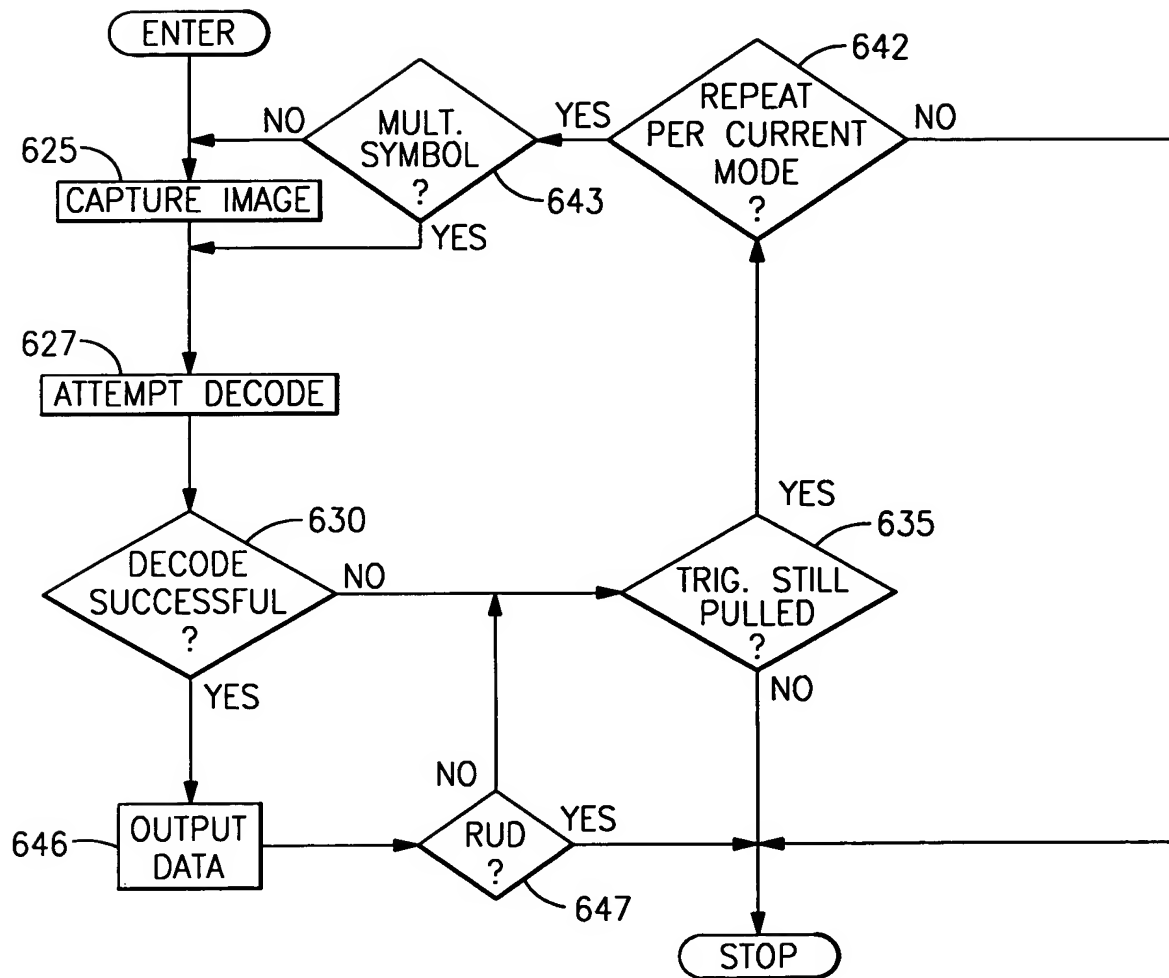 ENTER
642
REPEAT
PER CURRENT
MODE
?
YES
NO
MULT.
SYMBOL
?
NO
643
YES
625
CAPTURE IMAGE
627
ATTEMPT DECODE
630
DECODE
SUCCESSFUL
?
NO
YES
YES
635
TRIG. STILL
PULLED
?
NO
646
OUTPUT
DATA
NO
RUD
?
YES
647
STOP